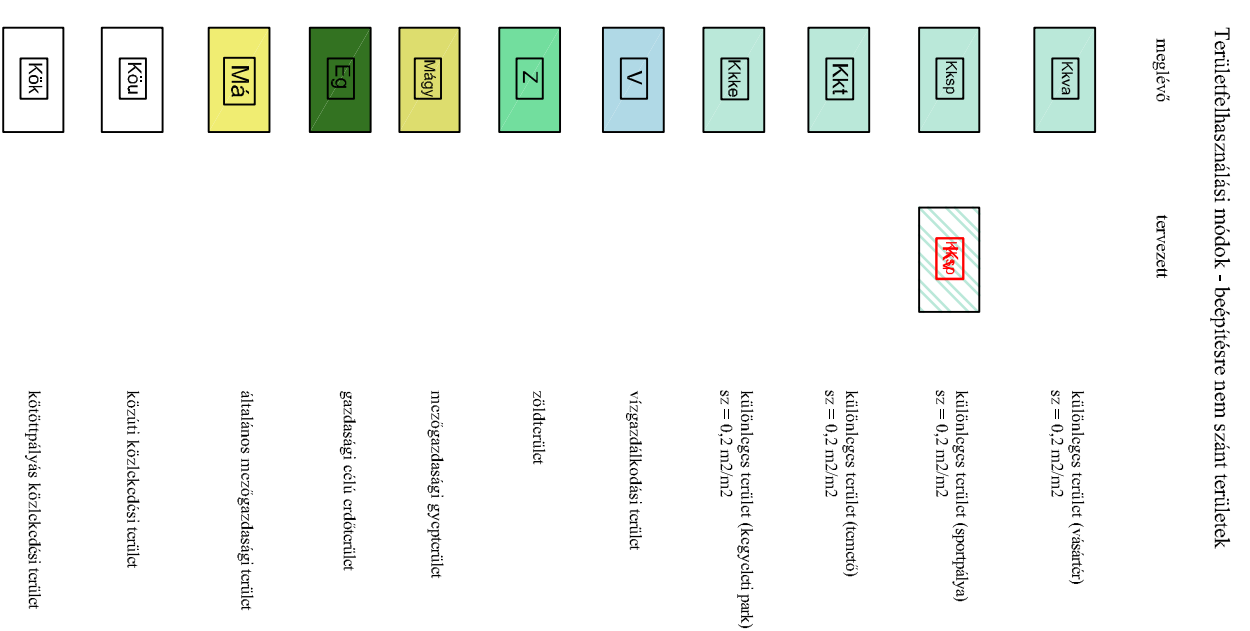 Területfelhasználási módok - beépítésre nem szánt területek
meglévő
tervezett
Kkva
különleges terület (vásártér)
sz = 0,2 m2/m2
Kksp
különleges terület (sportpálya)
sz = 0,2 m2/m2
Kkt
különleges terület (temető)
sz = 0,2 m2/m2
Kkke
különleges terület (kegyeleti park)
sz = 0,2 m2/m2
V
vízgazdálkodási terület
Z
zöldterület
Mágy
mezőgazdasági gyepterület
Eg
gazdasági célú erdőterület
Má
általános mezőgazdasági terület
Köu
közúti közlekedési terület
Kök
kötöttpályás közlekedési terület